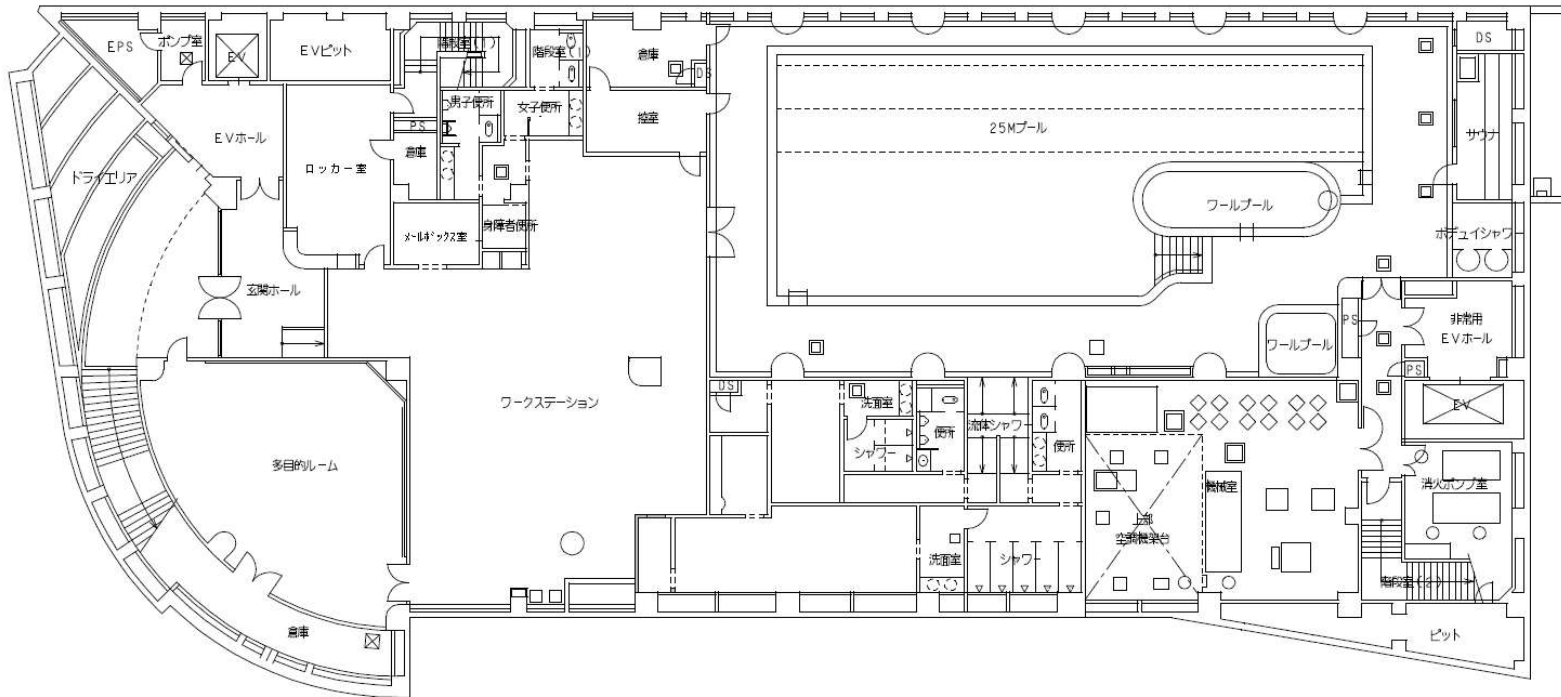 EPS
ポンプ室
EV
EVピット
階段室(1)
階段室(1)
倉庫
DS
DS
EVホール
ロッカー室
PS
倉庫
男子便所
女子便所
控室
25Mプール
サウナ
ドライエリア
メールボックス室
身障者便所
ワールプール
ボデュイシャワ
玄関ホール
ワールプール
PS
非常用
EVホール
PS
EV
ワークステーション
DS
洗面室
シャワー
便所
流体シャワー
便所
多目的ルーム
機械室
上部
空調機架台
消火ポンプ室
洗面室
シャワー
階段室(2)
倉庫
ピット